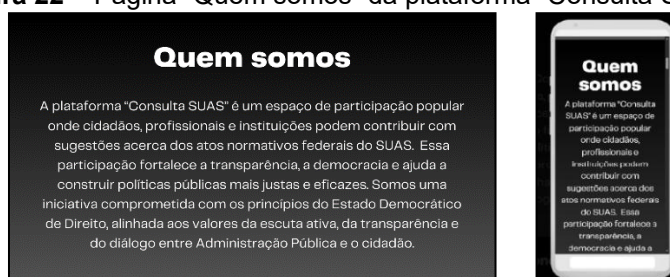 Página "Quem somos" da plataforma "Consulta
Quem somos
A plataforma "Consulta SUAS" é um espaço de participação popular
onde cidadãos, profissionais e instituições podem contribuir com
sugestões acerca dos atos normativos federais do SUAS. Essa
participação fortalece a transparência, a democracia e ajuda a
construir políticas públicas mais justas e eficazes. Somos uma
iniciativa comprometida com os princípios do Estado Democrático
de Direito, alinhada aos valores da escuta ativa, da transparência e
do diálogo entre Administração Pública e o cidadão.
Quem
somos
A plataforma "Consulta
SUAS" é um espaço de
participação popular
onde cidadãos,
profissionais e
instituições podem
contribuir com
sugestões acerca dos
atos normativos federais
do SUAS. Essa
participação fortalece a
transparência, a
democracia e ajuda a